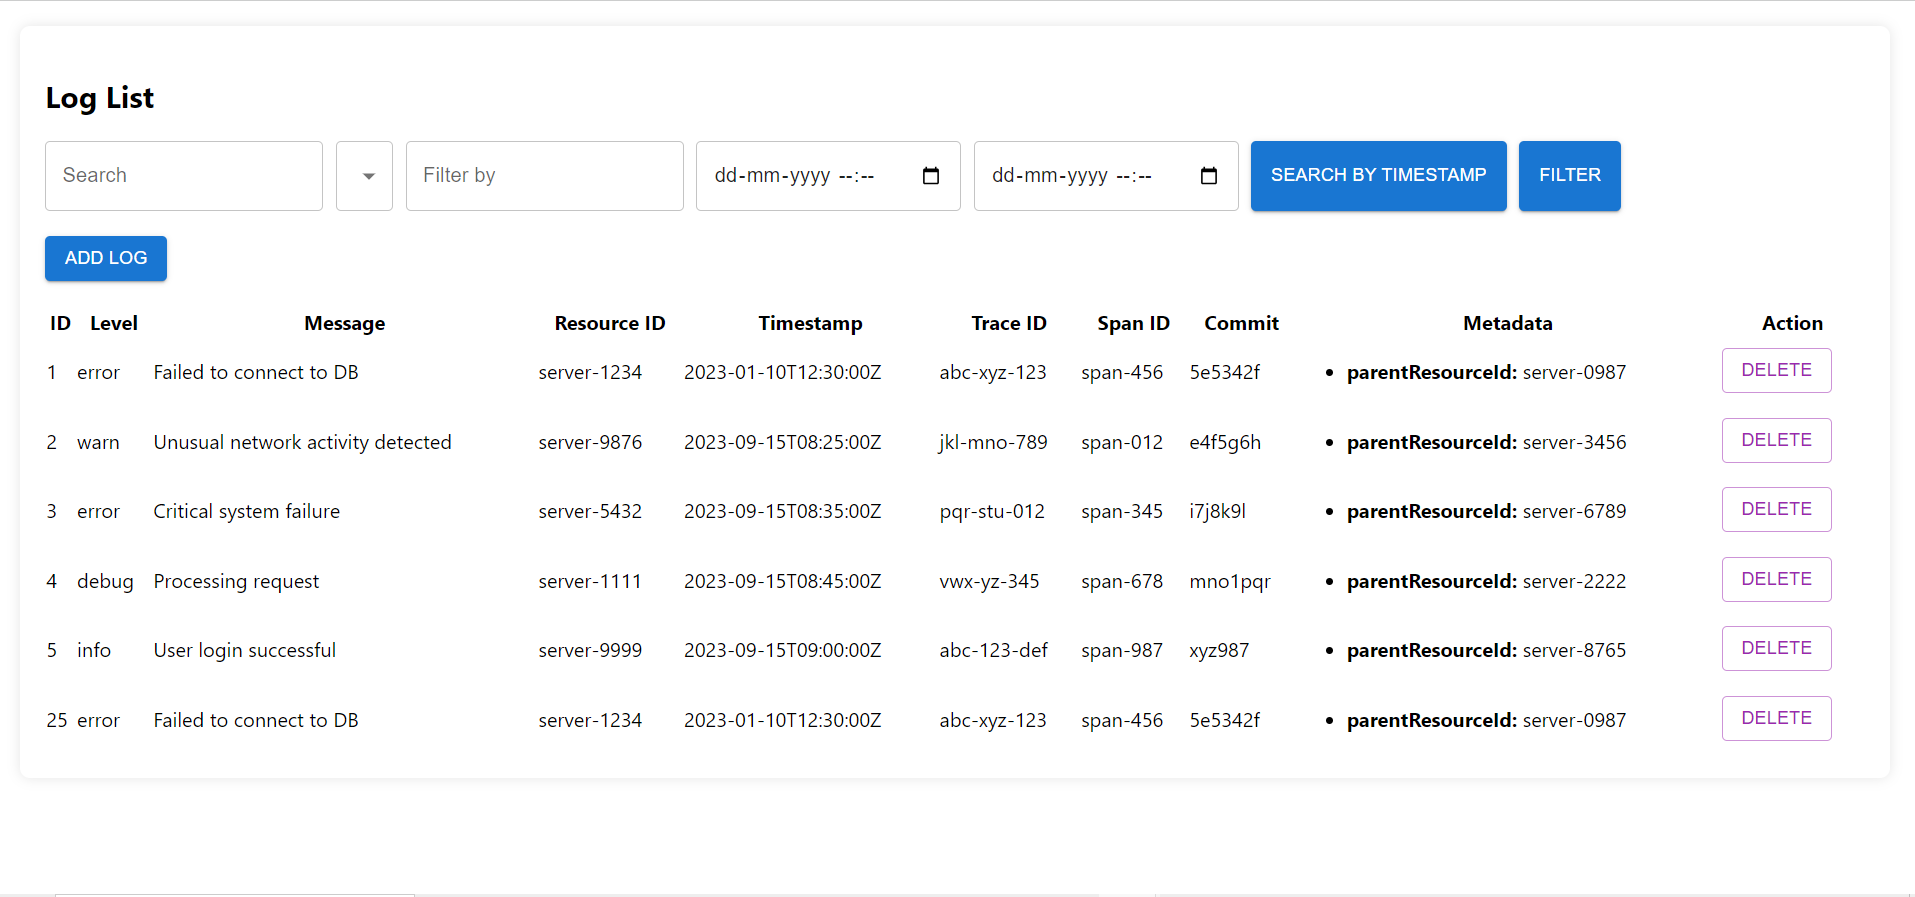 Log List
Search Filter by dd-mm-yyyy --:-- dd-mm-yyyy --:-- SEARCH BY TIMESTAMP FILTER
ADD LOG
ID Level Message Resource ID Timestamp Trace ID Span ID Commit Metadata Action
1 error Failed to connect to DB server-1234 2023-01-10T12:30:00Z abc-xyz-123 span-456 5e5342f • parentResourceId: server-0987 DELETE
2 warn Unusual network activity detected server-9876 2023-09-15T08:25:00Z jkl-mno-789 span-012 e4f5g6h • parentResourceId: server-3456 DELETE
3 error Critical system failure server-5432 2023-09-15T08:35:00Z pqr-stu-012 span-345 i7j8k9l • parentResourceId: server-6789 DELETE
4 debug Processing request server-1111 2023-09-15T08:45:00Z vwx-yz-345 span-678 mno1pqr • parentResourceId: server-2222 DELETE
5 info User login successful server-9999 2023-09-15T09:00:00Z abc-123-def span-987 xyz987 • parentResourceId: server-8765 DELETE
25 error Failed to connect to DB server-1234 2023-01-10T12:30:00Z abc-xyz-123 span-456 5e5342f • parentResourceId: server-0987 DELETE